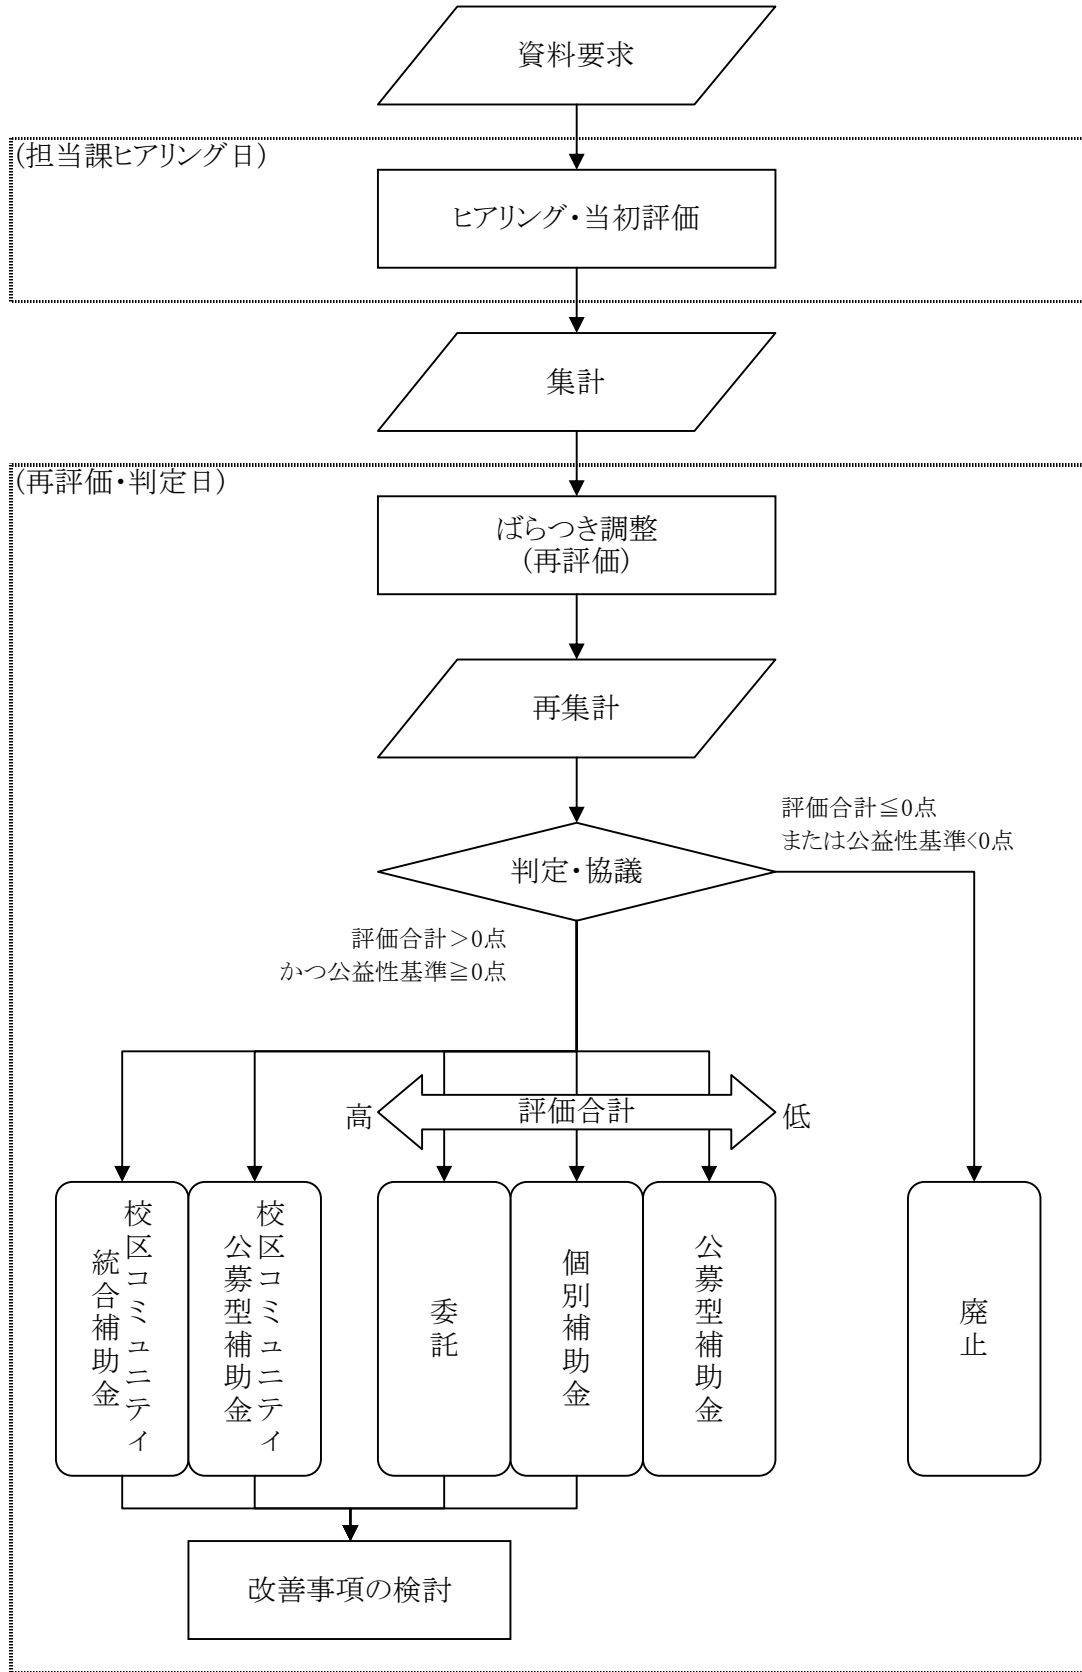 資料要求
(担当課ヒアリング日)
ヒアリング・当初評価
集計
(再評価・判定日)
ばらつき調整
(再評価)
再集計
評価合計≦0点
または公益性基準<0点
判定・協議
評価合計＞0点
かつ公益性基準≧0点
高
評価合計
低
校区コミュニティ
統合補助金
校区コミュニティ
公募型補助金
委託
個別補助金
公募型補助金
廃止
改善事項の検討